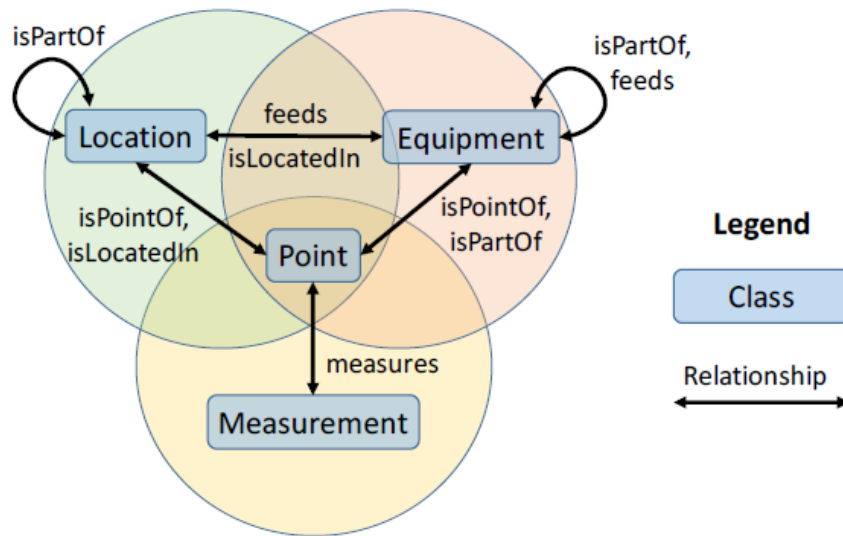 isPartOf
isPartOf,
feeds
feeds
Location
Equipment
isLocatedIn
isPointOf,
isLocatedIn
isPointOf,
isPartOf
Point
measures
Measurement
Legend
Class
Relationship